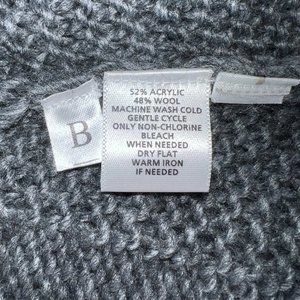 B
52% ACRYLIC
48% WOOL
MACHINE WASH COLD
GENTLE CYCLE
ONLY NON-CHLORINE
BLEACH
WHEN NEEDED
DRY FLAT
WARM IRON
IF NEEDED